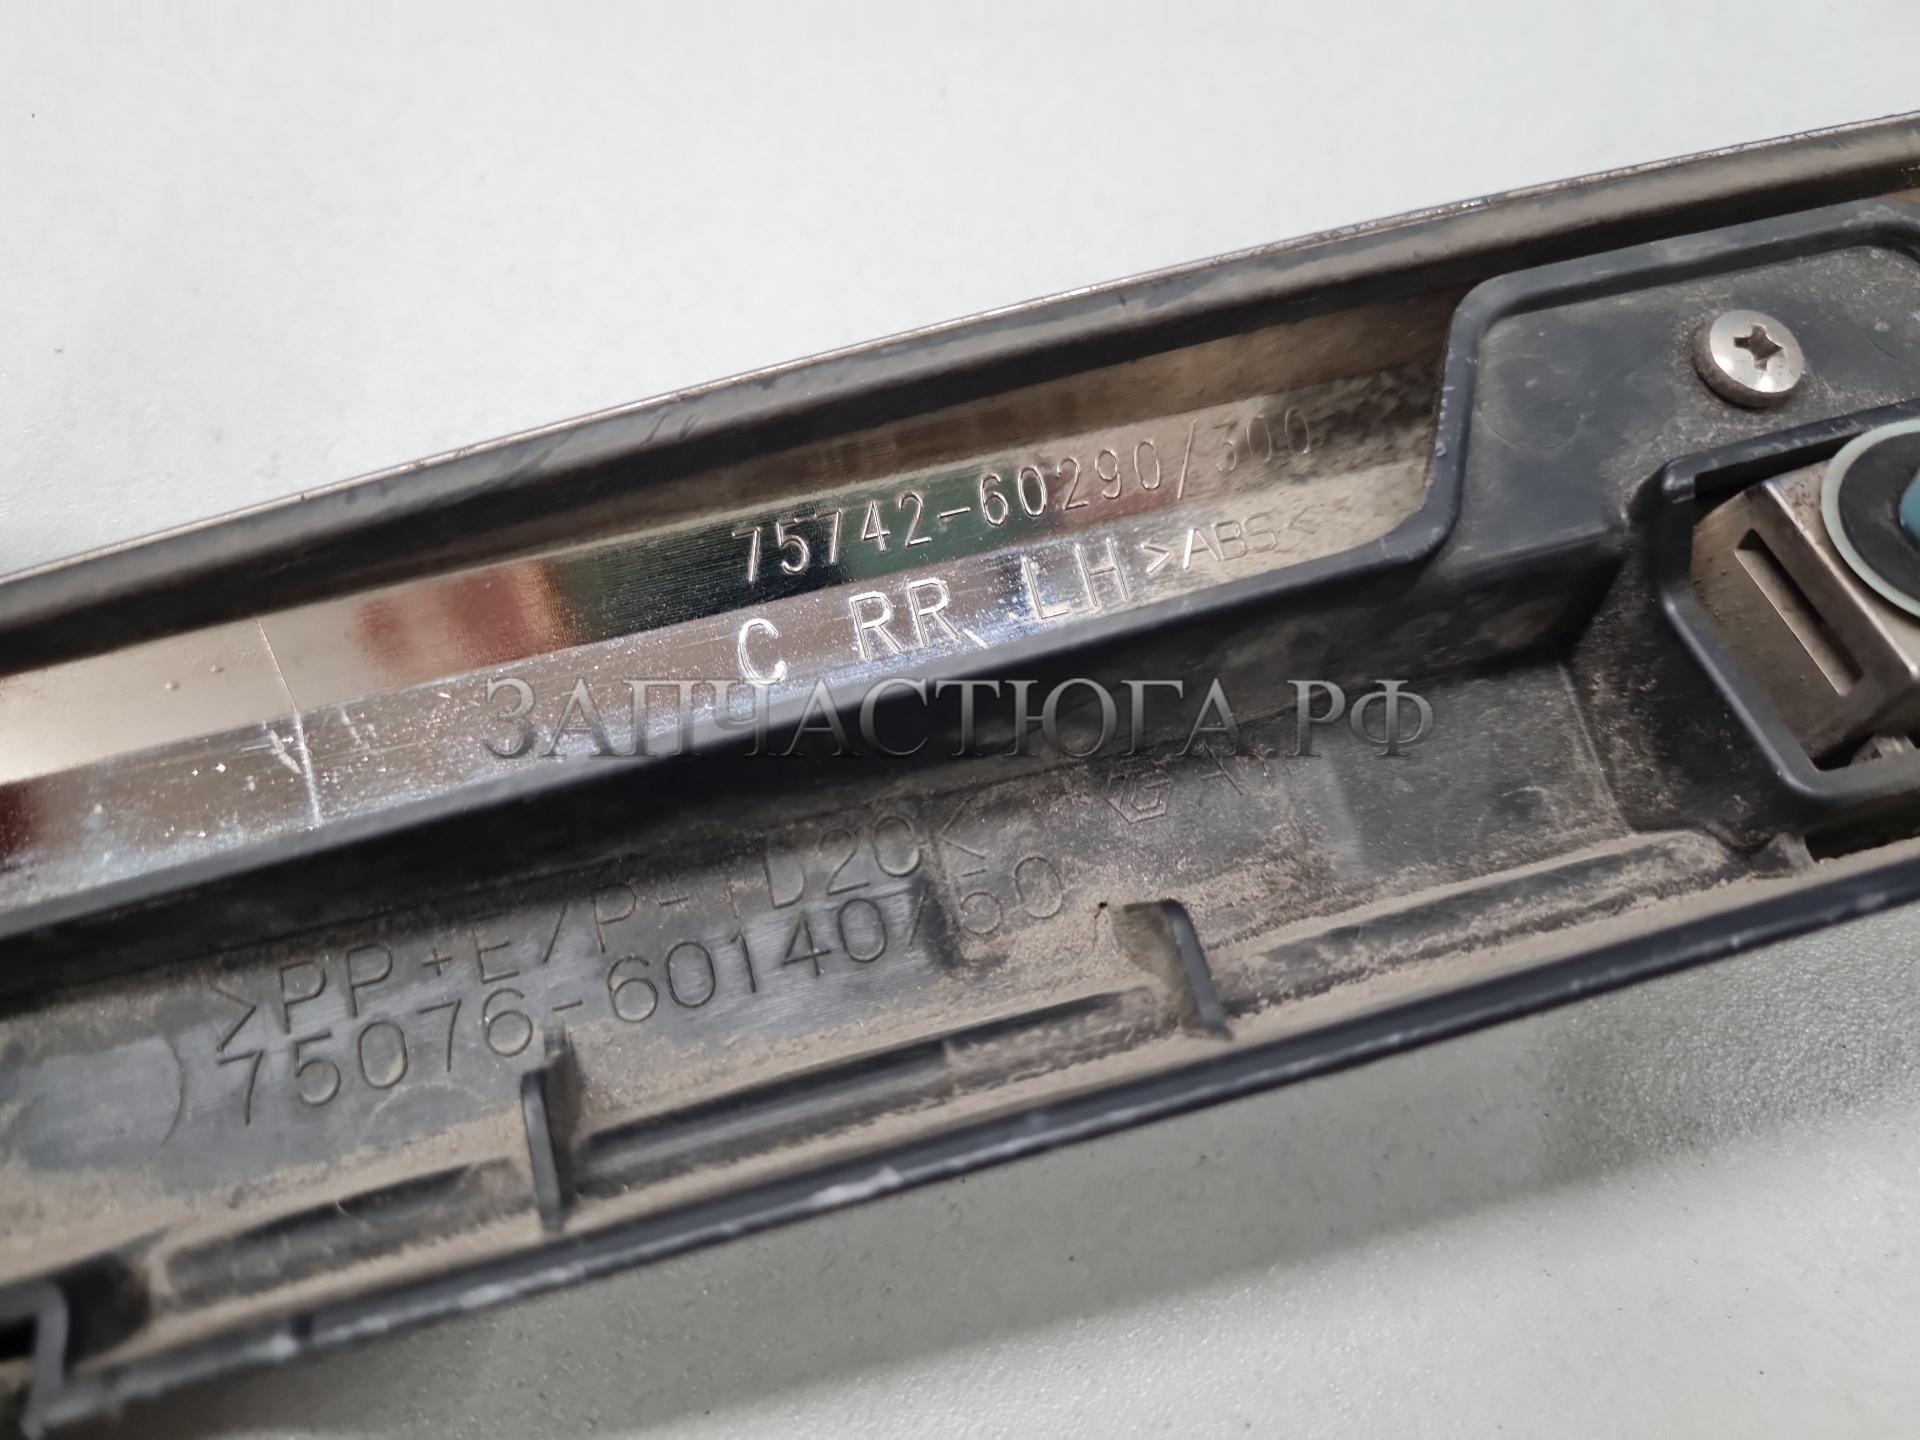 75742-60290/300
C RR LH >ABS<
ЗАПЧАСТЮГА.РФ
>PP+E/P-TD20<
75076-60140/50